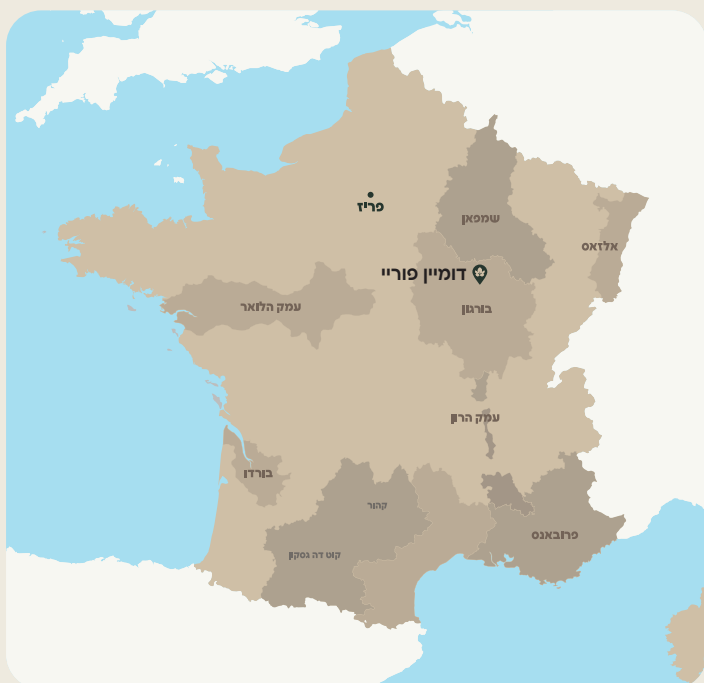 פריז
שמפאן
אלזאס
דומיין פוריי
עמק הלואר
בורגון
עמק הרון
בורדו
קהור
פרובאנס
קוט דה גסקון